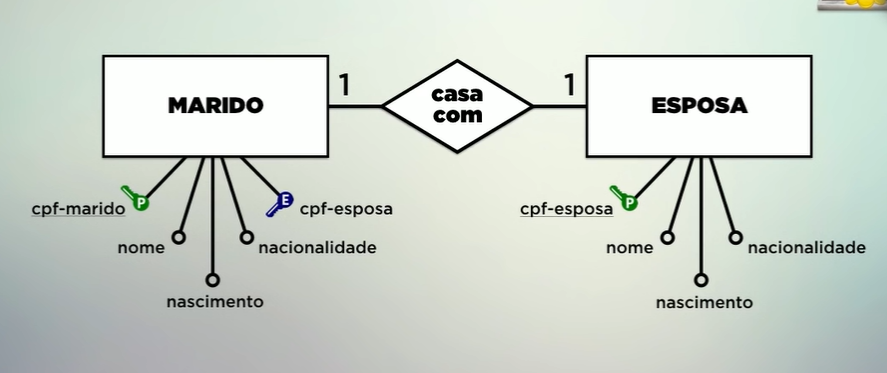 MARIDO
1
casa
com
1
ESPOSA
cpf-marido
P
E
cpf-esposa
nome
nacionalidade
nascimento
cpf-esposa
P
nome
nacionalidade
nascimento